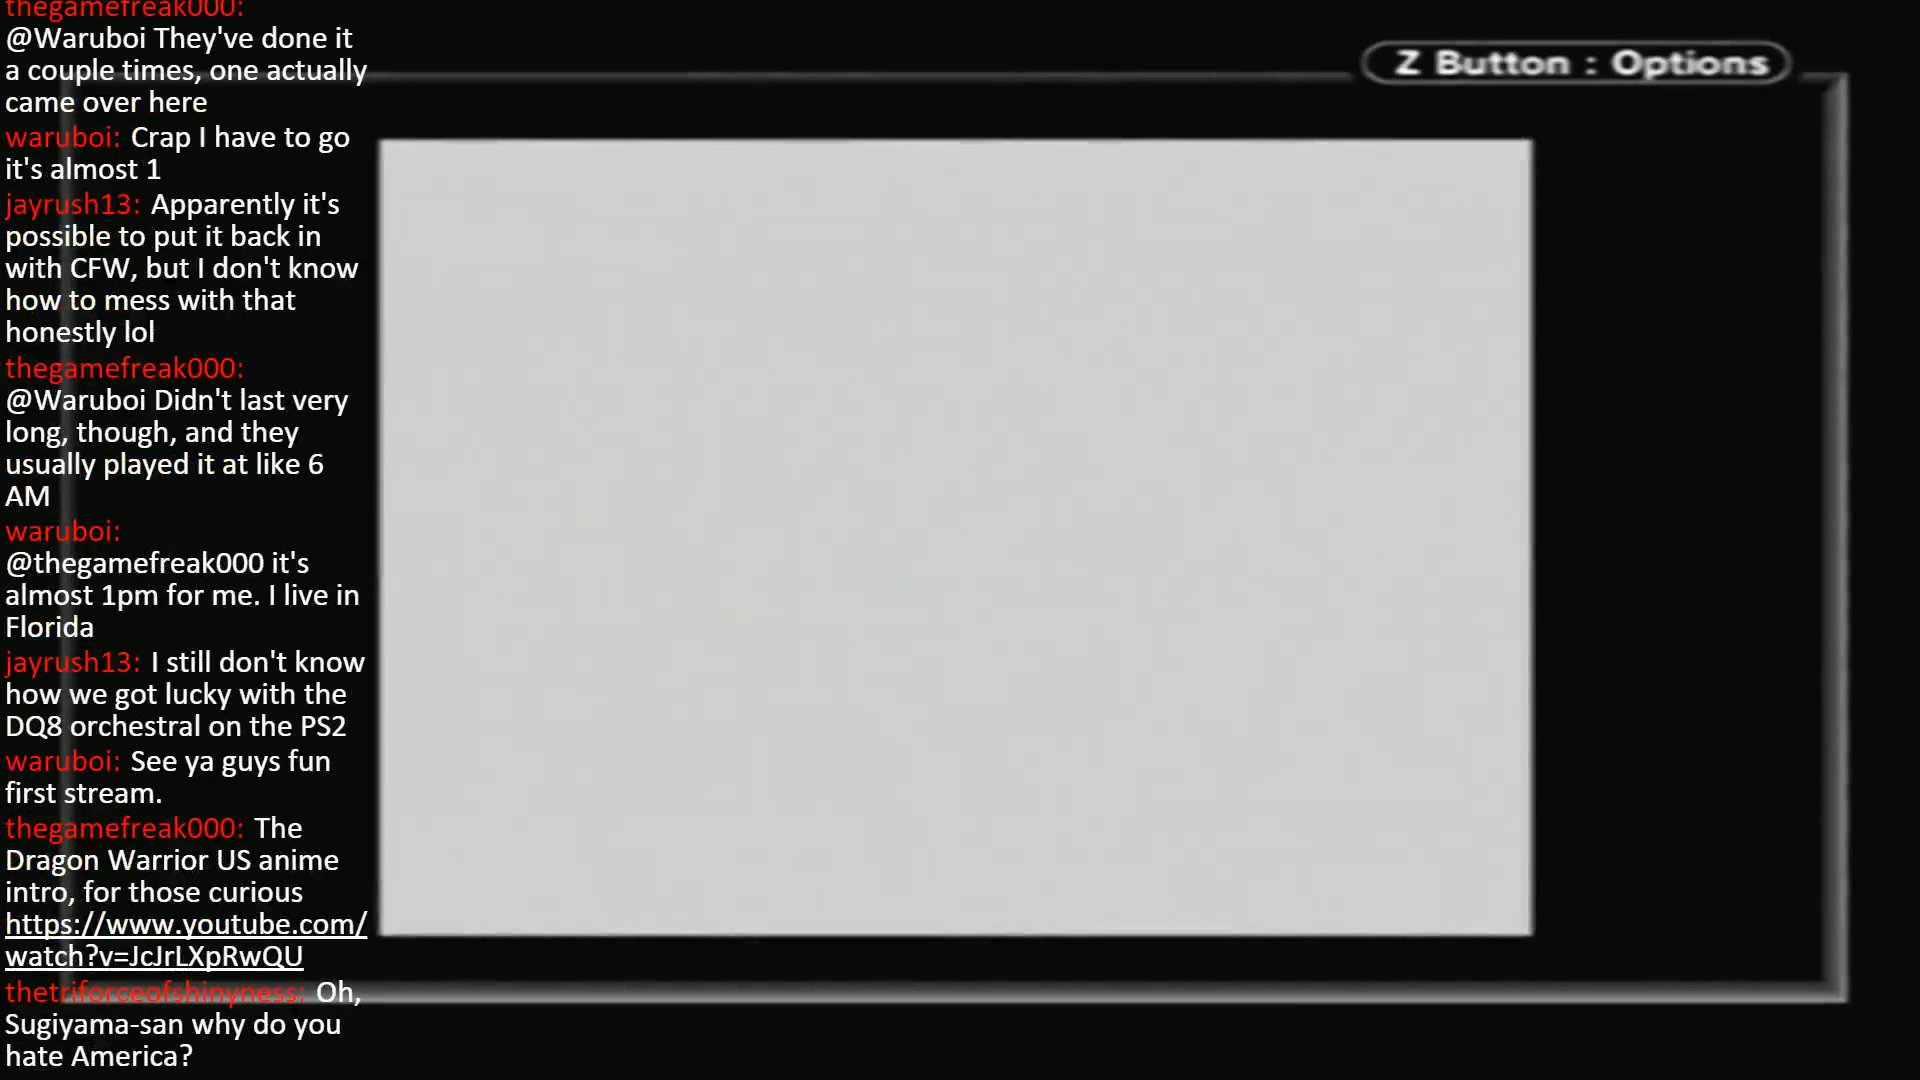 thegamefreak000:
@Waruboi They've done it
a couple times, one actually
came over here
waruboi: Crap I have to go
it's almost 1
jayrush13: Apparently it's
possible to put it back in
with CFW, but I don't know
how to mess with that
honestly lol
thegamefreak000:
@Waruboi Didn't last very
long, though, and they
usually played it at like 6
AM
waruboi:
@thegamefreak000 it's
almost 1pm for me. I live in
Florida
jayrush13: I still don't know
how we got lucky with the
DQ8 orchestral on the PS2
waruboi: See ya guys fun
first stream.
thegamefreak000: The
Dragon Warrior US anime
intro, for those curious
https://www.youtube.com/
watch?v=JcJrLXpRwQU
thetriforceofshinyness: Oh,
Sugiyama-san why do you
hate America?
Z Button : Options